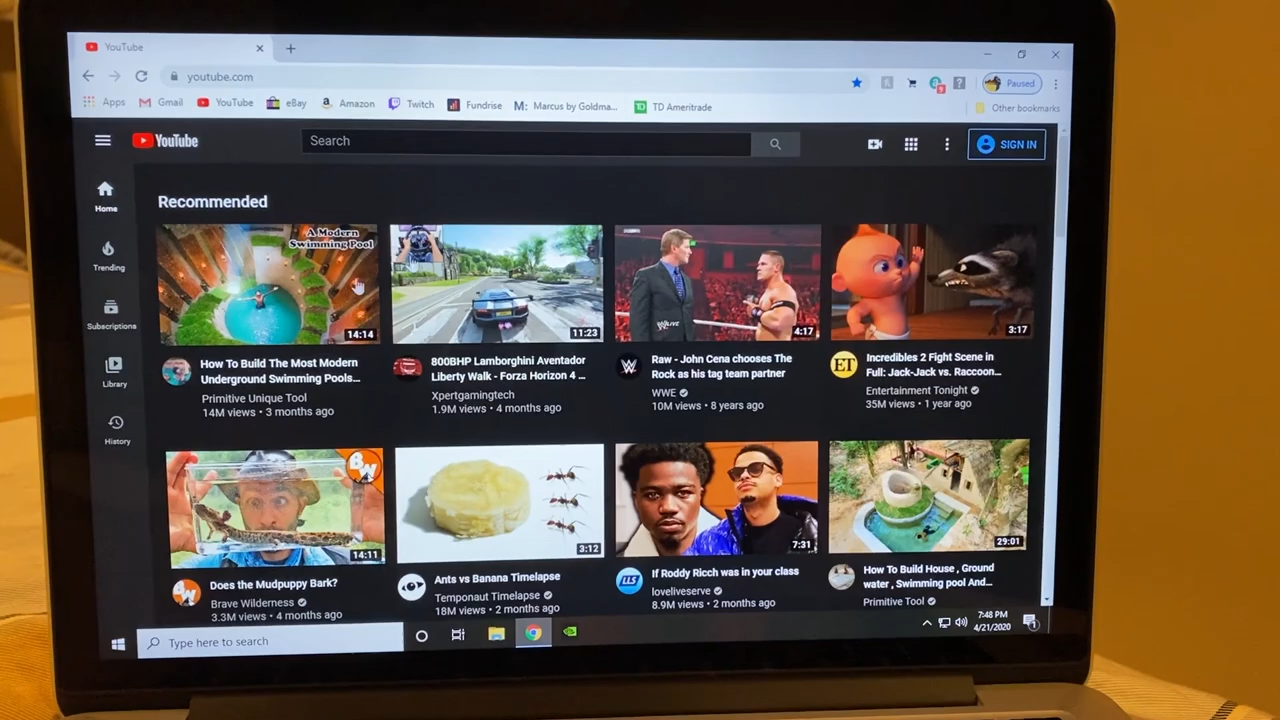 YouTube
youtube.com
Paused
Apps
Gmail
YouTube
eBay
Amazon
Twitch
Fundrise
Marcus by Goldma...
TD Ameritrade
Other bookmarks
YouTube
Search
SIGN IN
Home
Trending
Subscriptions
Library
History
Recommended
A Modern
Swimming Pool
14:14
11:23
LIVE
4:17
3:17
How To Build The Most Modern
Underground Swimming Pools...
Primitive Unique Tool
14M views • 3 months ago
800BHP Lamborghini Aventador
Liberty Walk - Forza Horizon 4 ...
Xpertgamingtech
1.9M views • 4 months ago
Raw - John Cena chooses The
Rock as his tag team partner
WWE
10M views • 8 years ago
ET
Incredibles 2 Fight Scene in
Full: Jack-Jack vs. Raccoon...
Entertainment Tonight
35M views • 1 year ago
BW
14:11
3:12
7:31
29:01
BW
Does the Mudpuppy Bark?
Brave Wilderness
3.3M views • 4 months ago
Ants vs Banana Timelapse
Temponaut Timelapse
18M views • 2 months ago
LLS
If Roddy Ricch was in your class
loveliveserve
8.9M views • 2 months ago
How To Build House , Ground
water , Swimming pool And...
Primitive Tool
Type here to search
7:48 PM
4/21/2020